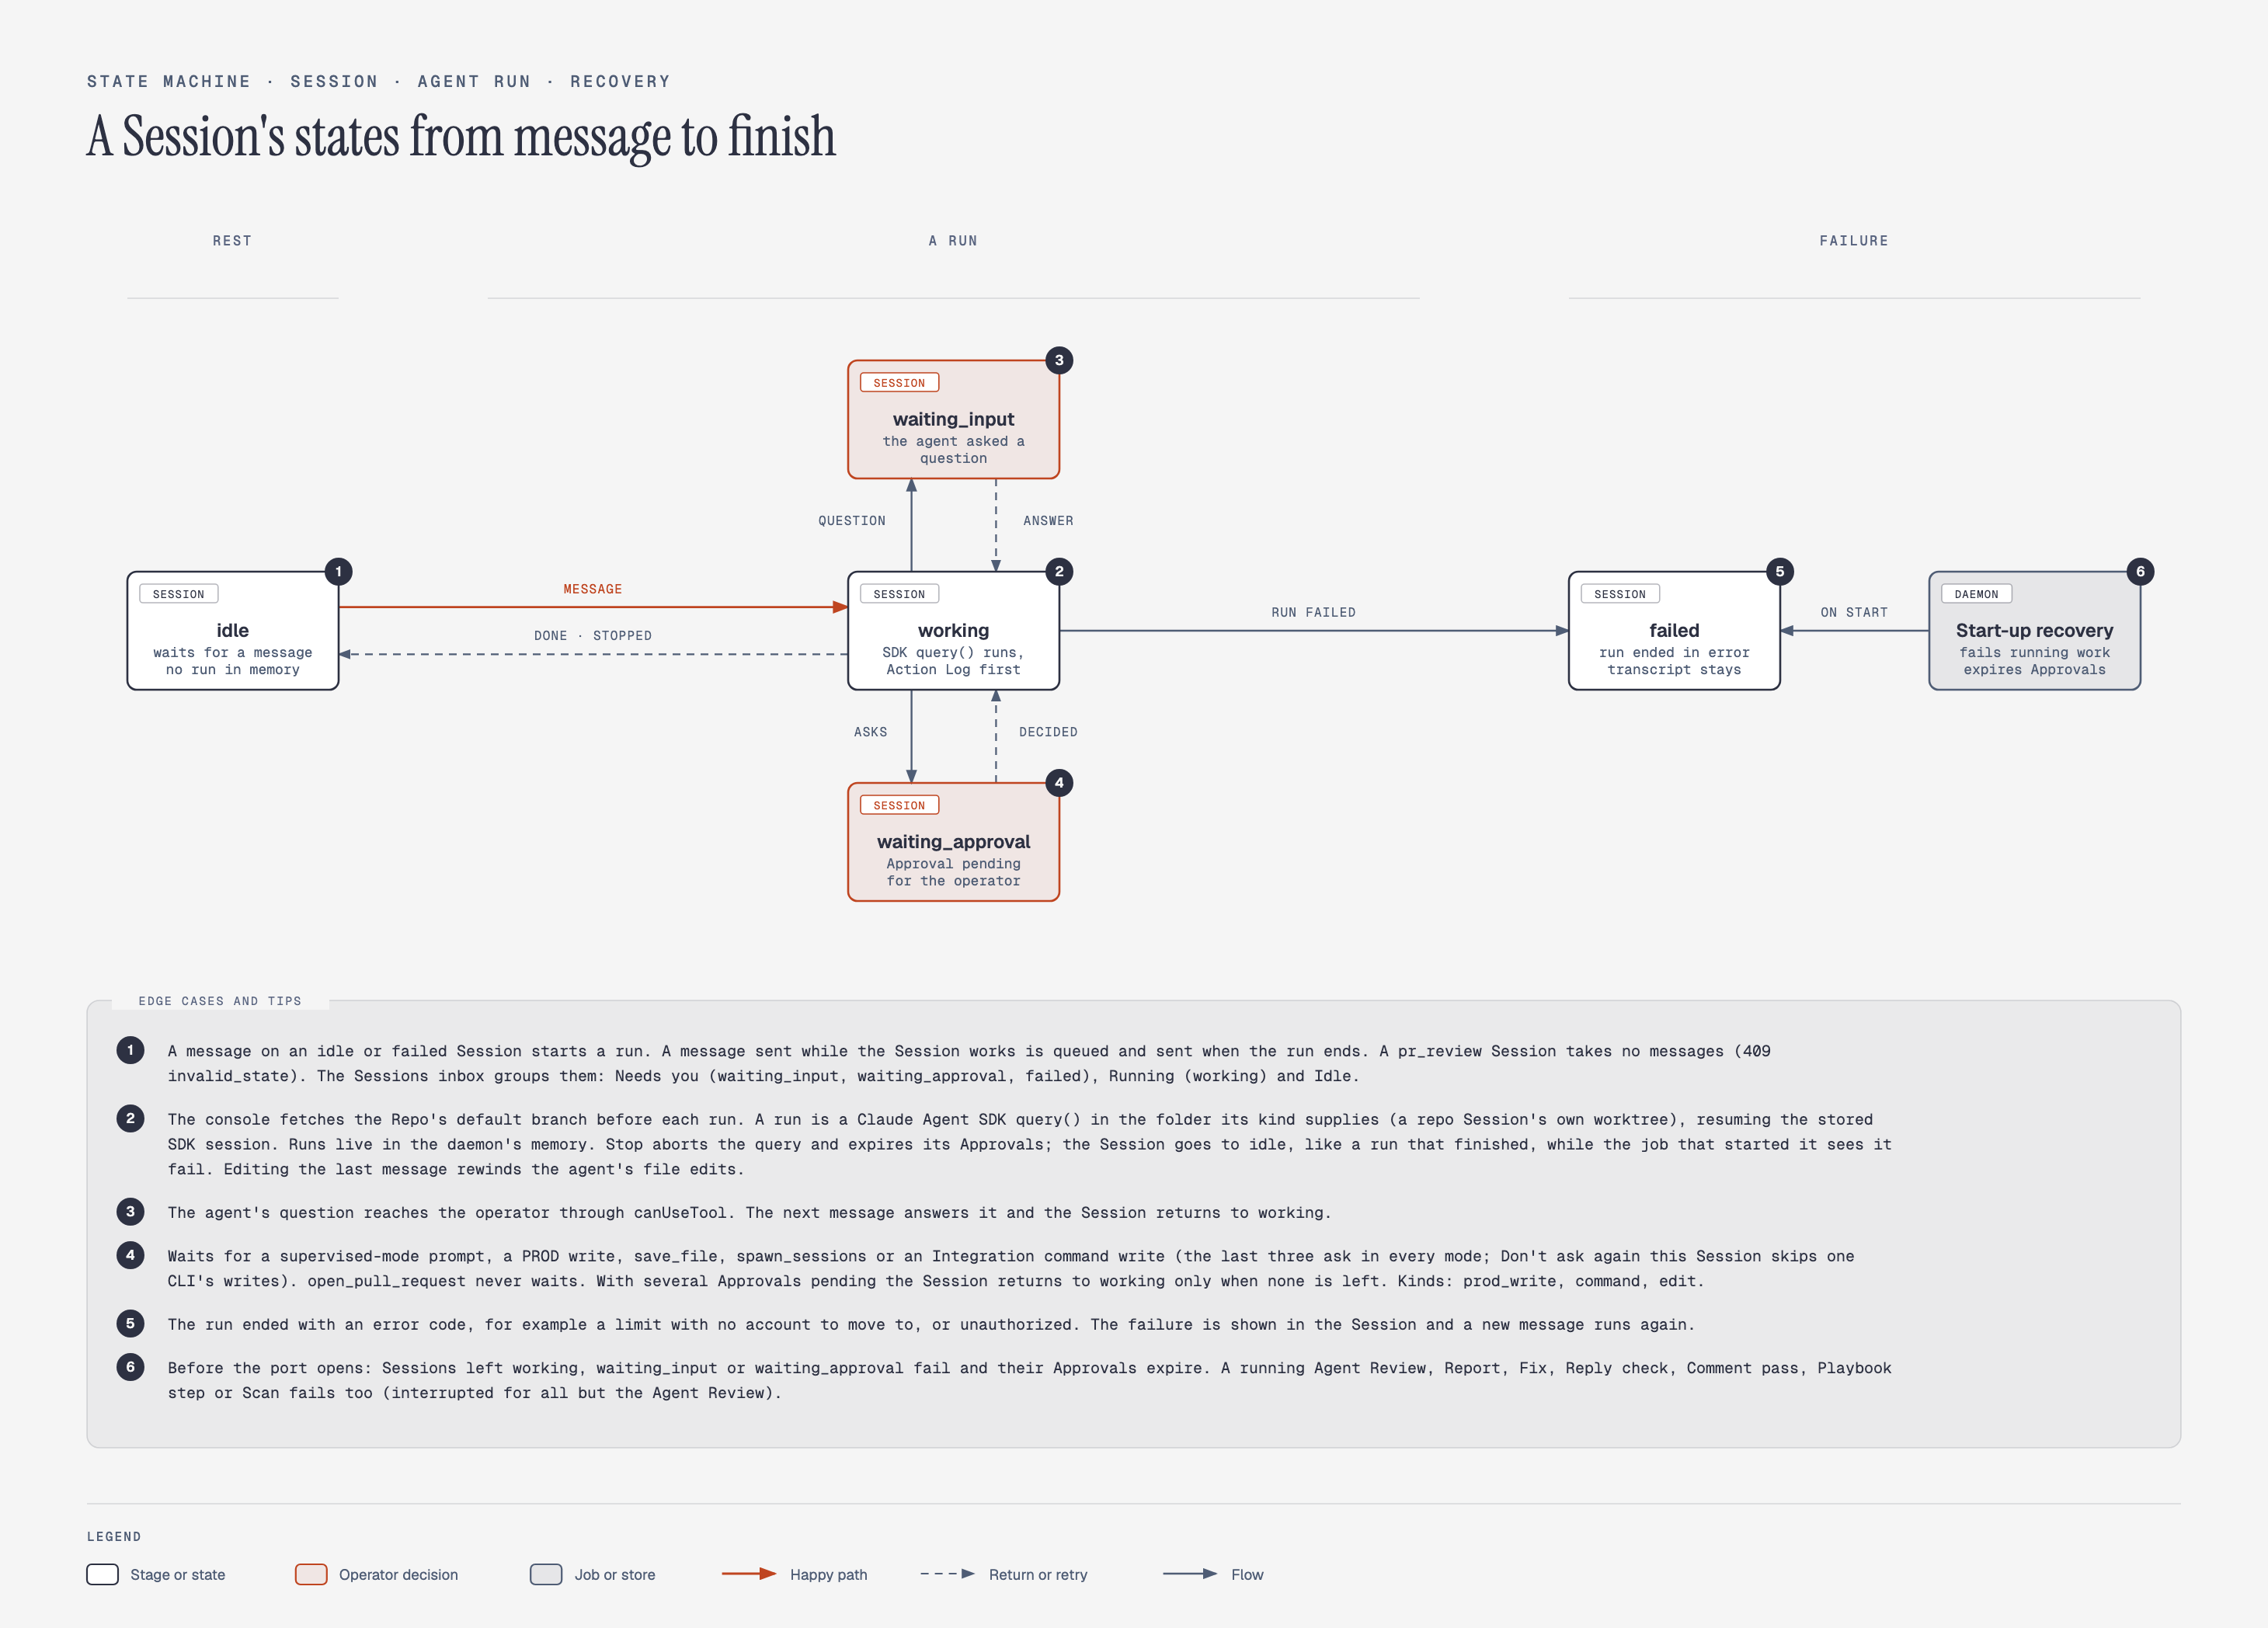 STATE MACHINE · SESSION · AGENT RUN · RECOVERY
A Session's states from message to finish
REST
A RUN
FAILURE
3
SESSION
waiting_input
the agent asked a
question
QUESTION
ANSWER
1
SESSION
idle
waits for a message
no run in memory
MESSAGE
DONE · STOPPED
2
SESSION
working
SDK query() runs,
Action Log first
RUN FAILED
5
SESSION
failed
run ended in error
transcript stays
ON START
6
DAEMON
Start-up recovery
fails running work
expires Approvals
ASKS
DECIDED
4
SESSION
waiting_approval
Approval pending
for the operator
EDGE CASES AND TIPS
1 A message on an idle or failed Session starts a run. A message sent while the Session works is queued and sent when the run ends. A pr_review Session takes no messages (409
invalid_state). The Sessions inbox groups them: Needs you (waiting_input, waiting_approval, failed), Running (working) and Idle.
2 The console fetches the Repo's default branch before each run. A run is a Claude Agent SDK query() in the folder its kind supplies (a repo Session's own worktree), resuming the stored
SDK session. Runs live in the daemon's memory. Stop aborts the query and expires its Approvals; the Session goes to idle, like a run that finished, while the job that started it sees it
fail. Editing the last message rewinds the agent's file edits.
3 The agent's question reaches the operator through canUseTool. The next message answers it and the Session returns to working.
4 Waits for a supervised-mode prompt, a PROD write, save_file, spawn_sessions or an Integration command write (the last three ask in every mode; Don't ask again this Session skips one
CLI's writes). open_pull_request never waits. With several Approvals pending the Session returns to working only when none is left. Kinds: prod_write, command, edit.
5 The run ended with an error code, for example a limit with no account to move to, or unauthorized. The failure is shown in the Session and a new message runs again.
6 Before the port opens: Sessions left working, waiting_input or waiting_approval fail and their Approvals expire. A running Agent Review, Report, Fix, Reply check, Comment pass, Playbook
step or Scan fails too (interrupted for all but the Agent Review).
LEGEND
Stage or state
Operator decision
Job or store
Happy path
Return or retry
Flow